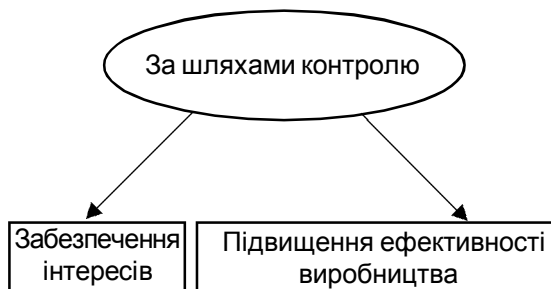 За шляхами контролю
Забезпечення
інтересів
Підвищення ефективності
виробництва